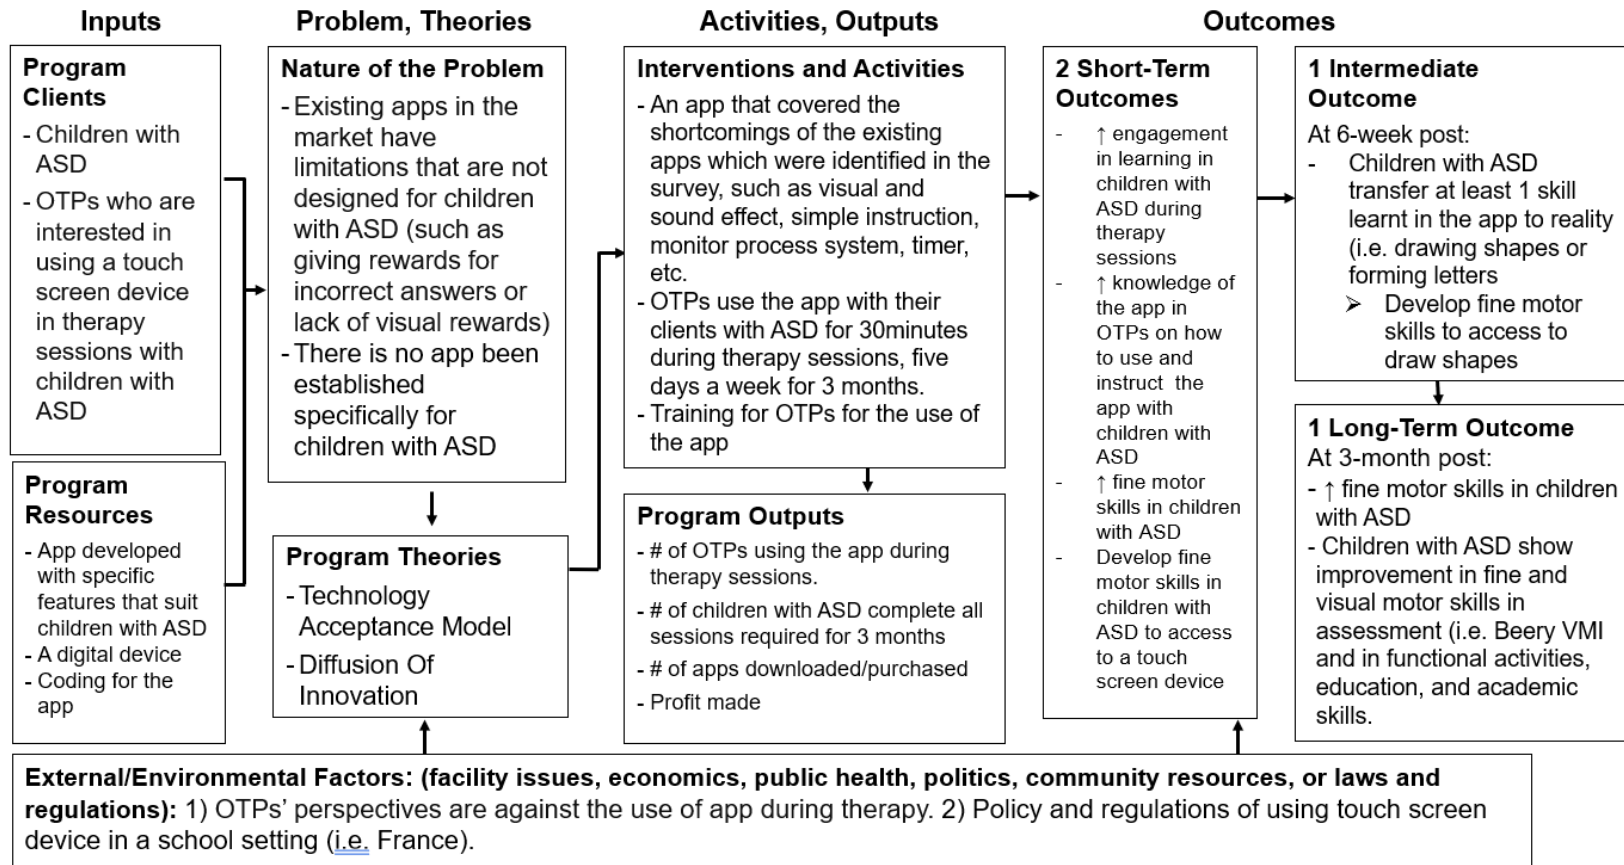 Inputs
Problem, Theories
Activities, Outputs
Outcomes
Program
Clients
- Children with
ASD
- OTPs who are
interested in
using a touch
screen device
in therapy
sessions with
children with
ASD
Program
Resources
- App developed
with specific
features that suit
children with ASD
- A digital device
- Coding for the
app
Nature of the Problem
- Existing apps in the
market have
limitations that are not
designed for children
with ASD (such as
giving rewards for
incorrect answers or
lack of visual rewards)
- There is no app been
established
specifically for
children with ASD
Program Theories
- Technology
Acceptance Model
- Diffusion Of
Innovation
Interventions and Activities
- An app that covered the
shortcomings of the existing
apps which were identified in the
survey, such as visual and
sound effect, simple instruction,
monitor process system, timer,
etc.
- OTPs use the app with their
clients with ASD for 30minutes
during therapy sessions, five
days a week for 3 months.
- Training for OTPs for the use of
the app
Program Outputs
- # of OTPs using the app during
therapy sessions.
- # of children with ASD complete all
sessions required for 3 months
- # of apps downloaded/purchased
- Profit made
2 Short-Term
Outcomes
- ↑ engagement
in learning in
children with
ASD during
therapy
sessions
- ↑ knowledge of
the app in
OTPs on how
to use and
instruct the
app with
children with
ASD
- ↑ fine motor
skills in children
with ASD
- Develop fine
motor skills in
children with
ASD to access
to a touch
screen device
1 Intermediate
Outcome
At 6-week post:
- Children with ASD
transfer at least 1 skill
learnt in the app to reality
(i.e. drawing shapes or
forming letters
➢ Develop fine motor
skills to access to
draw shapes
1 Long-Term Outcome
At 3-month post:
- ↑ fine motor skills in children
with ASD
- Children with ASD show
improvement in fine and
visual motor skills in
assessment (i.e. Beery VMI
and in functional activities,
education, and academic
skills.
External/Environmental Factors: (facility issues, economics, public health, politics, community resources, or laws and
regulations): 1) OTPs’ perspectives are against the use of app during therapy. 2) Policy and regulations of using touch screen
device in a school setting (i.e. France).